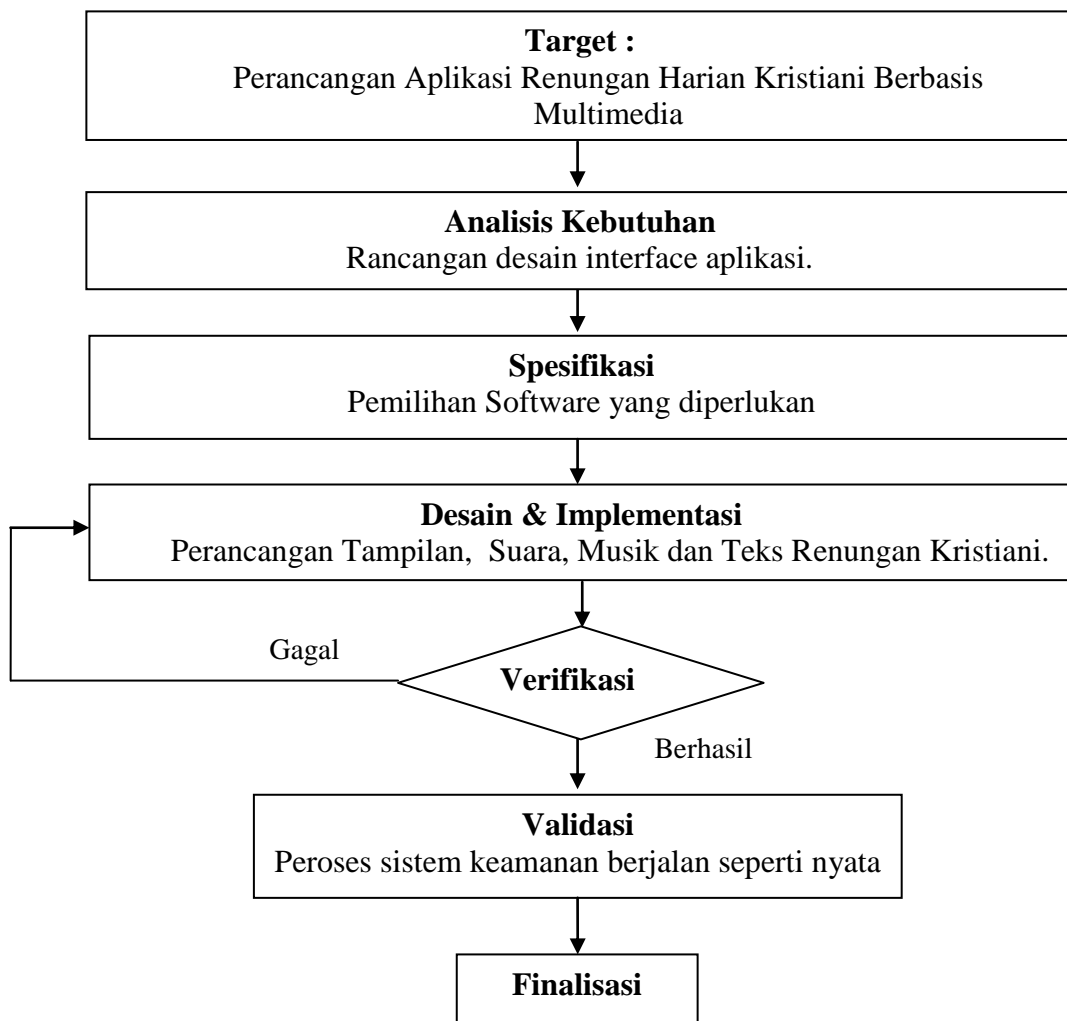 Target :
Perancangan Aplikasi Renungan Harian Kristiani Berbasis
Multimedia
Analisis Kebutuhan
Rancangan desain interface aplikasi.
Spesifikasi
Pemilihan Software yang diperlukan
Desain & Implementasi
Perancangan Tampilan, Suara, Musik dan Teks Renungan Kristiani.
Gagal
Verifikasi
Berhasil
Validasi
Peroses sistem keamanan berjalan seperti nyata
Finalisasi